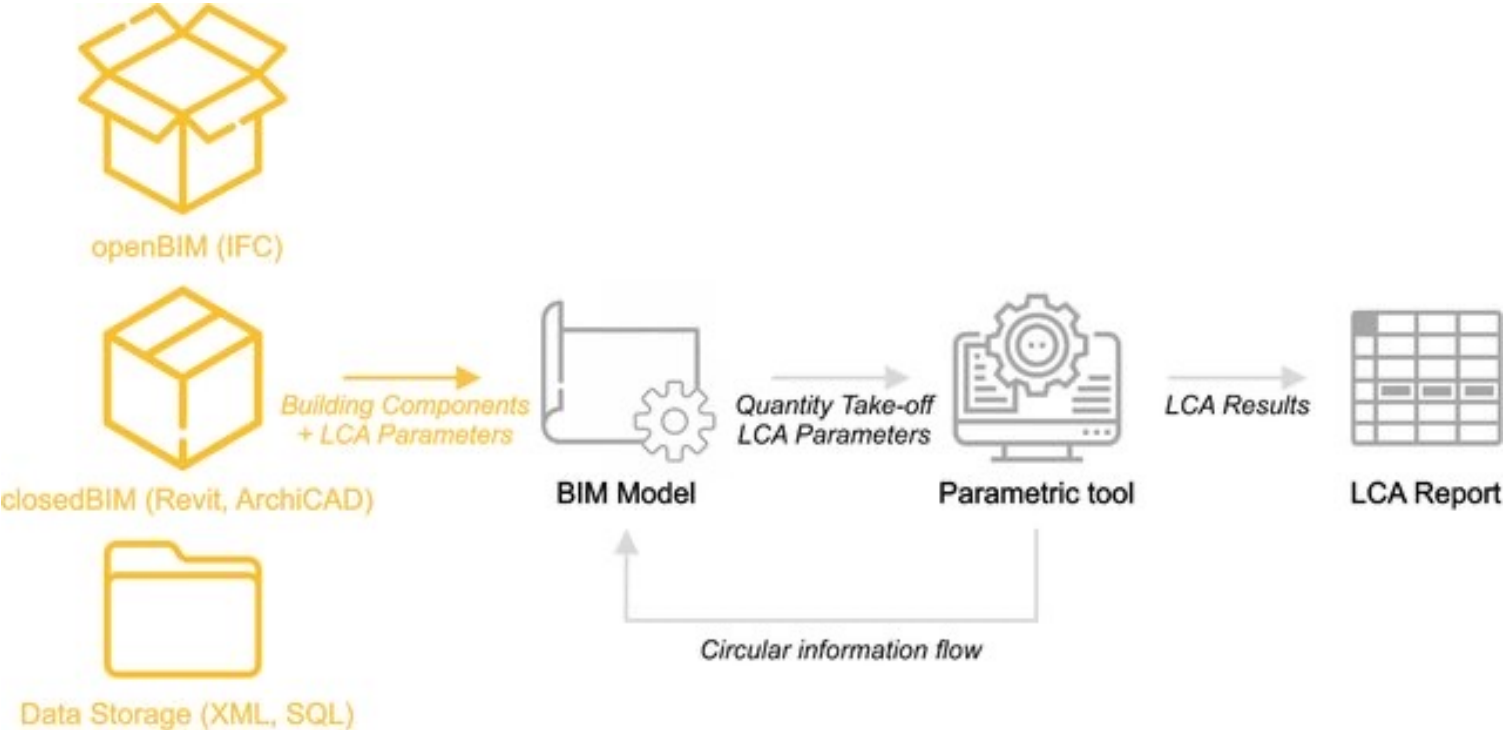 openBIM (IFC)
closedBIM (Revit, ArchiCAD)
Data Storage (XML, SQL)
Building Components
+ LCA Parameters
BIM Model
Quantity Take-off
LCA Parameters
Parametric tool
LCA Results
LCA Report
Circular information flow